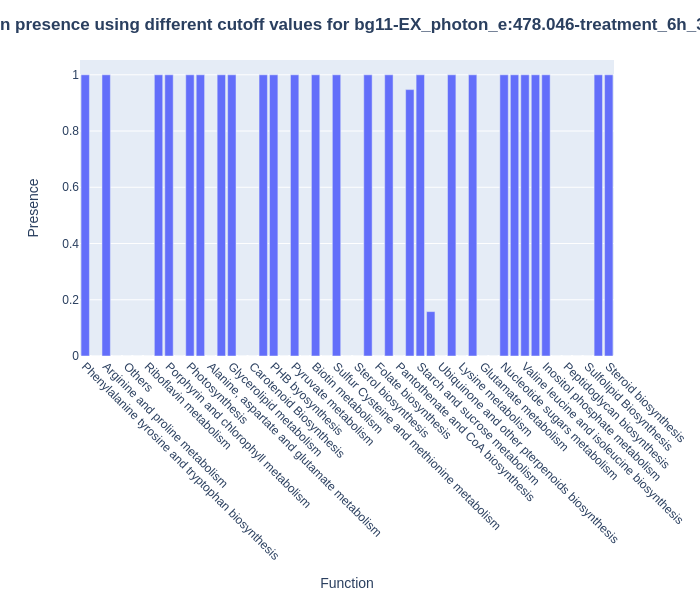 n presence using different cutoff values for bg11-EX_photon_e:478.046-treatment_6h_3
1
0.8
0.6
0.4
0.2
0
Presence
Phenylalanine tyrosine and tryptophan biosynthesis
Arginine and proline metabolism
Others
Riboflavin metabolism
Porphyrin and chlorophyll metabolism
Photosynthesis
Alanine, aspartate and glutamate metabolism
Glycerolipid metabolism
Carotenoid Biosynthesis
PHB byosynthesis
Pyruvate metabolism
Biotin metabolism
Sulfur Cysteine and methionine metabolism
Sterol biosynthesis
Folate biosynthesis
Pantothenate and CoA biosynthesis
Starch and sucrose metabolism
Ubiquinone and other pterpenoids biosynthesis
Lysine metabolism
Glutamate metabolism
Nucleotide sugars metabolism
Valine leucine and isoleucine biosynthesis
Inositol phosphate metabolism
Peptidoglycan biosynthesis
Sulfolipid Biosynthesis
Steroid biosynthesis
Function